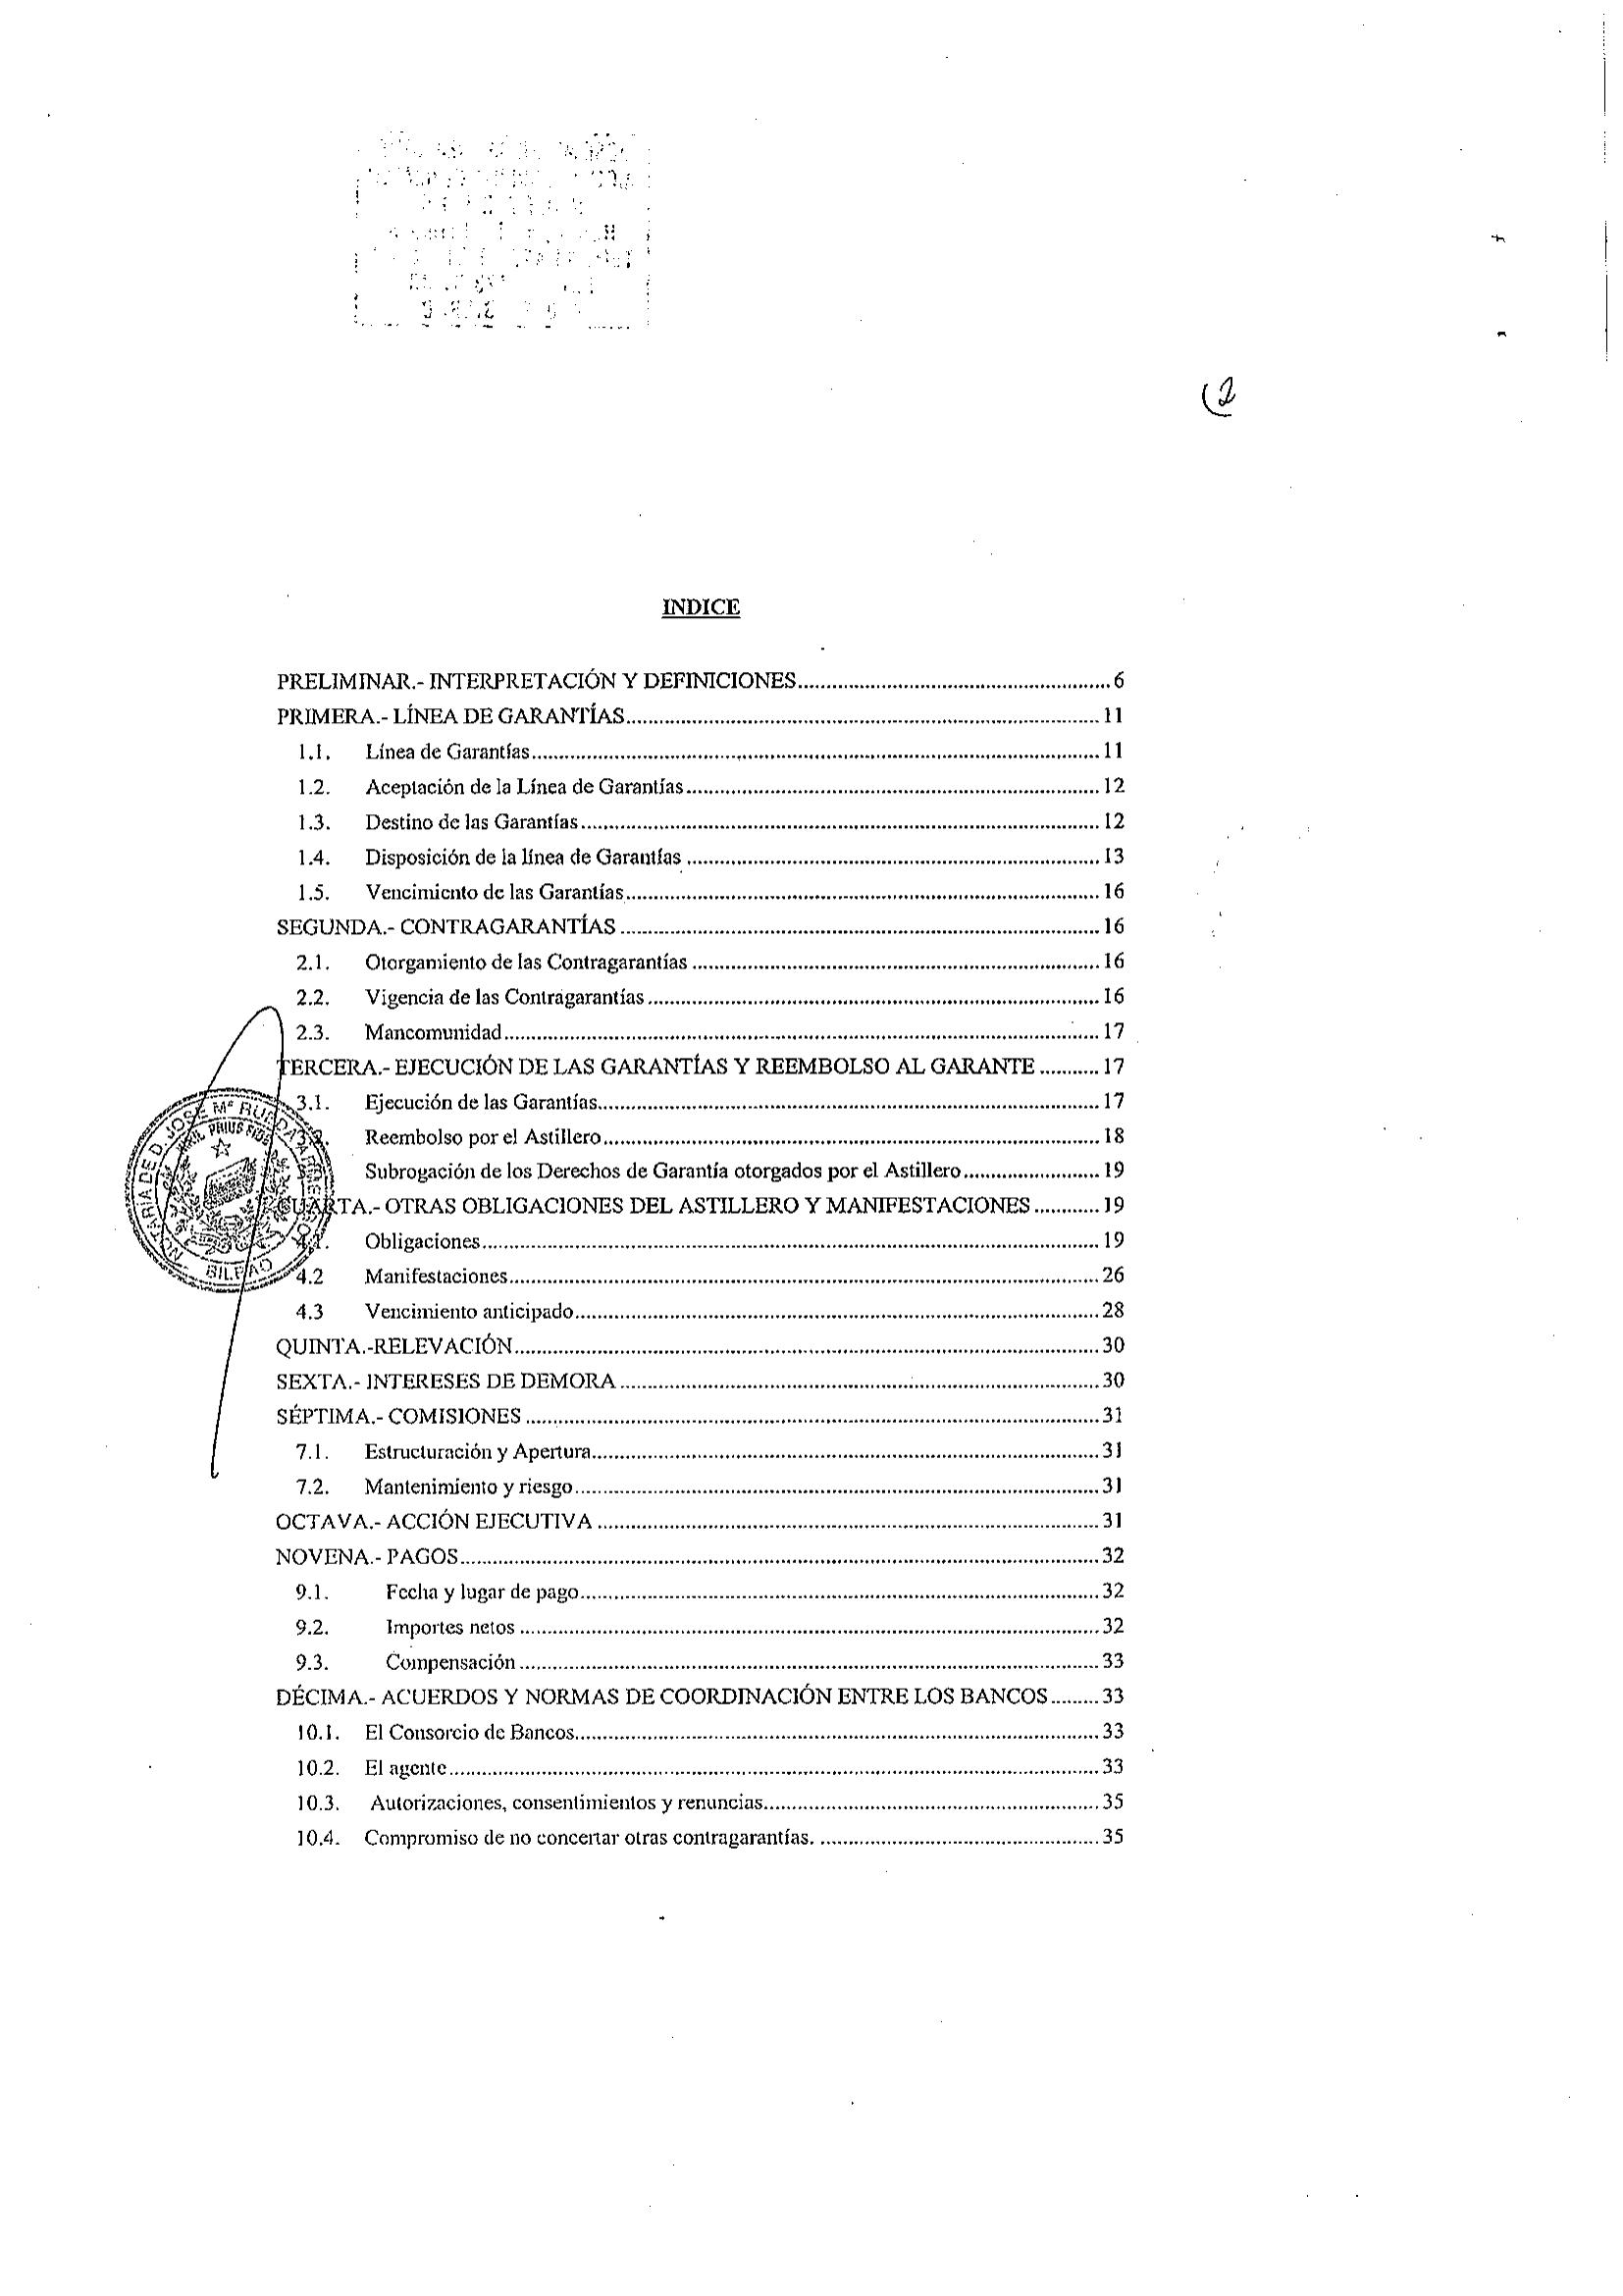 (2
INDICE
PRELIMINAR.- INTERPRETACIÓN Y DEFINICIONES 6
PRIMERA.- LÍNEA DE GARANTÍAS 11
1.1. Línea de Garantías 11
1.2. Aceptación de la Línea de Garantías 12
1.3. Destino de las Garantías 12
1.4. Disposición de la línea de Garantías 13
1.5. Vencimiento de las Garantías 16
SEGUNDA.- CONTRAGARANTÍAS 16
2.1. Otorgamiento de las Contragarantías 16
2.2. Vigencia de las Contragarantías 16
2.3. Mancomunidad 17
TERCERA.- EJECUCIÓN DE LAS GARANTÍAS Y REEMBOLSO AL GARANTE 17
3.1. Ejecución de las Garantías 17
3.2. Reembolso por el Astillero 18
Subrogación de los Derechos de Garantía otorgados por el Astillero 19
CUARTA.- OTRAS OBLIGACIONES DEL ASTILLERO Y MANIFESTACIONES 19
4.1. Obligaciones 19
4.2 Manifestaciones 26
4.3 Vencimiento anticipado 28
QUINTA.-RELEVACIÓN 30
SEXTA.- INTERESES DE DEMORA 30
SÉPTIMA.- COMISIONES 31
7.1. Estructuración y Apertura 31
7.2. Mantenimiento y riesgo 31
OCTAVA.- ACCIÓN EJECUTIVA 31
NOVENA.- PAGOS 32
9.1. Fecha y lugar de pago 32
9.2. Importes netos 32
9.3. Compensación 33
DÉCIMA.- ACUERDOS Y NORMAS DE COORDINACIÓN ENTRE LOS BANCOS 33
10.1. El Consorcio de Bancos 33
10.2. El agente 33
10.3. Autorizaciones, consentimientos y renuncias 35
10.4. Compromiso de no concertar otras contragarantías. 35
NOTARIA DE D. JOSE Mª RUEDA
NIHIL PRIUS FIDE
BILBAO